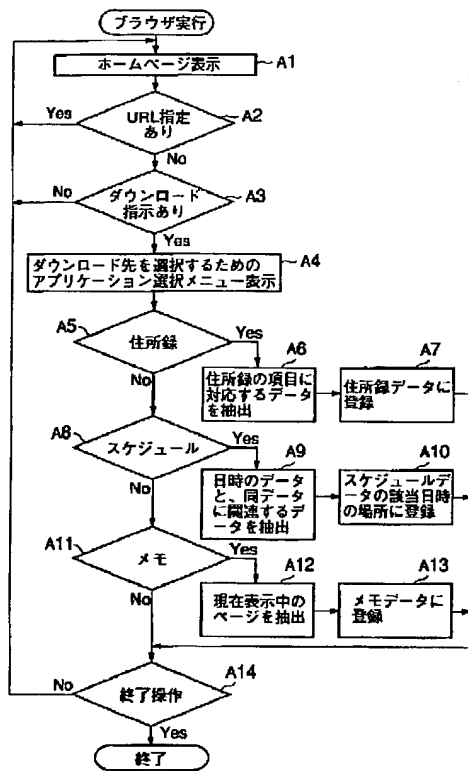 ブラウザ実行
ホームページ表示
A1
URL指定
あり
A2
Yes
No
ダウンロード
指示あり
A3
No
Yes
ダウンロード先を選択するための
アプリケーション選択メニュー表示
A4
住所録
A5
Yes
No
A6
住所録の項目に
対応するデータ
を抽出
A7
住所録データに
登録
A8
スケジュール
Yes
No
A9
日時のデータ
と、同データ
に関連するデー
タを抽出
A10
スケジュールデー
タの該当日時
の場所に登録
A11
メモ
Yes
No
A12
現在表示中の
ページを抽出
A13
メモデータに
登録
A14
終了操作
No
Yes
終了